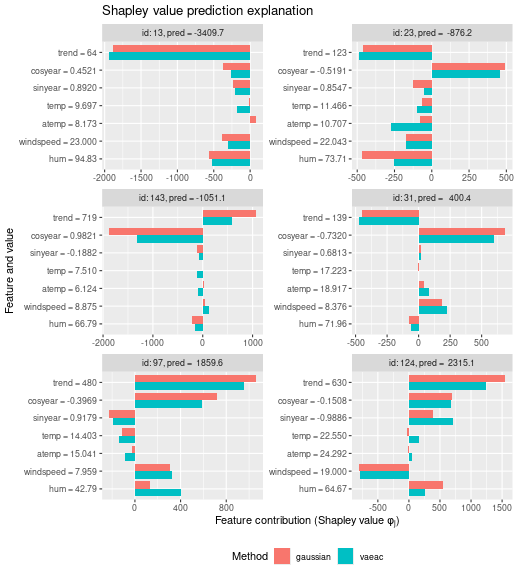 Shapley value prediction explanation
id: 13, pred = -3409.7
trend = 64
cosyear = 0.4521
sinyear = 0.8920
temp = 9.697
atemp = 8.173
windspeed = 23.000
hum = 94.83
-2000 -1500 -1000 -500 0
id: 23, pred = -876.2
trend = 123
cosyear = -0.5191
sinyear = 0.8547
temp = 11.466
atemp = 10.707
windspeed = 22.043
hum = 73.71
-500 -250 0 250 500
id: 143, pred = -1051.1
trend = 719
cosyear = 0.9821
sinyear = -0.1882
temp = 7.510
atemp = 6.124
windspeed = 8.875
hum = 66.79
-2000 -1000 0 1000
id: 31, pred = 400.4
trend = 139
cosyear = -0.7320
sinyear = 0.6813
temp = 17.223
atemp = 18.917
windspeed = 8.376
hum = 71.96
-500 0 500
id: 97, pred = 1859.6
trend = 480
cosyear = -0.3969
sinyear = 0.9179
temp = 14.403
atemp = 15.041
windspeed = 7.959
hum = 42.79
0 400 800
id: 124, pred = 2315.1
trend = 630
cosyear = -0.1508
sinyear = -0.9886
temp = 22.550
atemp = 24.292
windspeed = 19.000
hum = 64.67
-500 0 500 1000 1500
Feature and value
Feature contribution (Shapley value φj)
Method gaussian vaeac